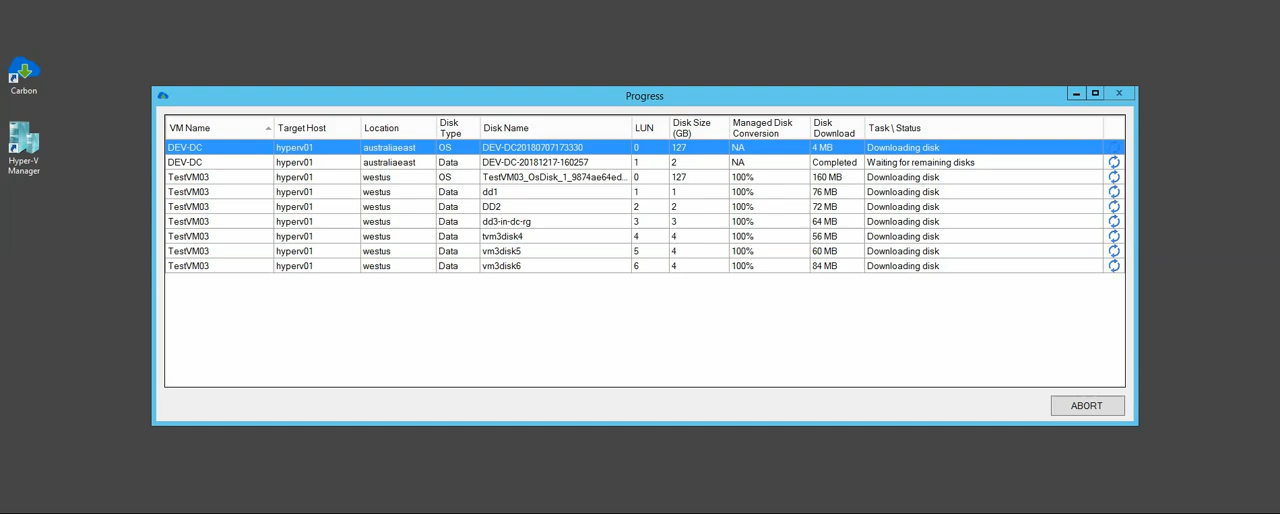 Carbon
Hyper-V
Manager
Progress
VM Name Target Host Location Disk Type Disk Name LUN Disk Size (GB) Managed Disk Conversion Disk Download Task \ Status
DEV-DC hyperv01 australiaeast OS DEV-DC20180707173330 0 127 NA 4 MB Downloading disk
DEV-DC hyperv01 australiaeast Data DEV-DC-20181217-160257 1 2 NA Completed Waiting for remaining disks
TestVM03 hyperv01 westus OS TestVM03_OsDisk_1_9874ae64ed... 0 127 100% 160 MB Downloading disk
TestVM03 hyperv01 westus Data dd1 1 1 100% 76 MB Downloading disk
TestVM03 hyperv01 westus Data DD2 2 2 100% 72 MB Downloading disk
TestVM03 hyperv01 westus Data dd3-in-dc-rg 3 3 100% 64 MB Downloading disk
TestVM03 hyperv01 westus Data tvm3disk4 4 4 100% 56 MB Downloading disk
TestVM03 hyperv01 westus Data vm3disk5 5 4 100% 60 MB Downloading disk
TestVM03 hyperv01 westus Data vm3disk6 6 4 100% 84 MB Downloading disk
ABORT